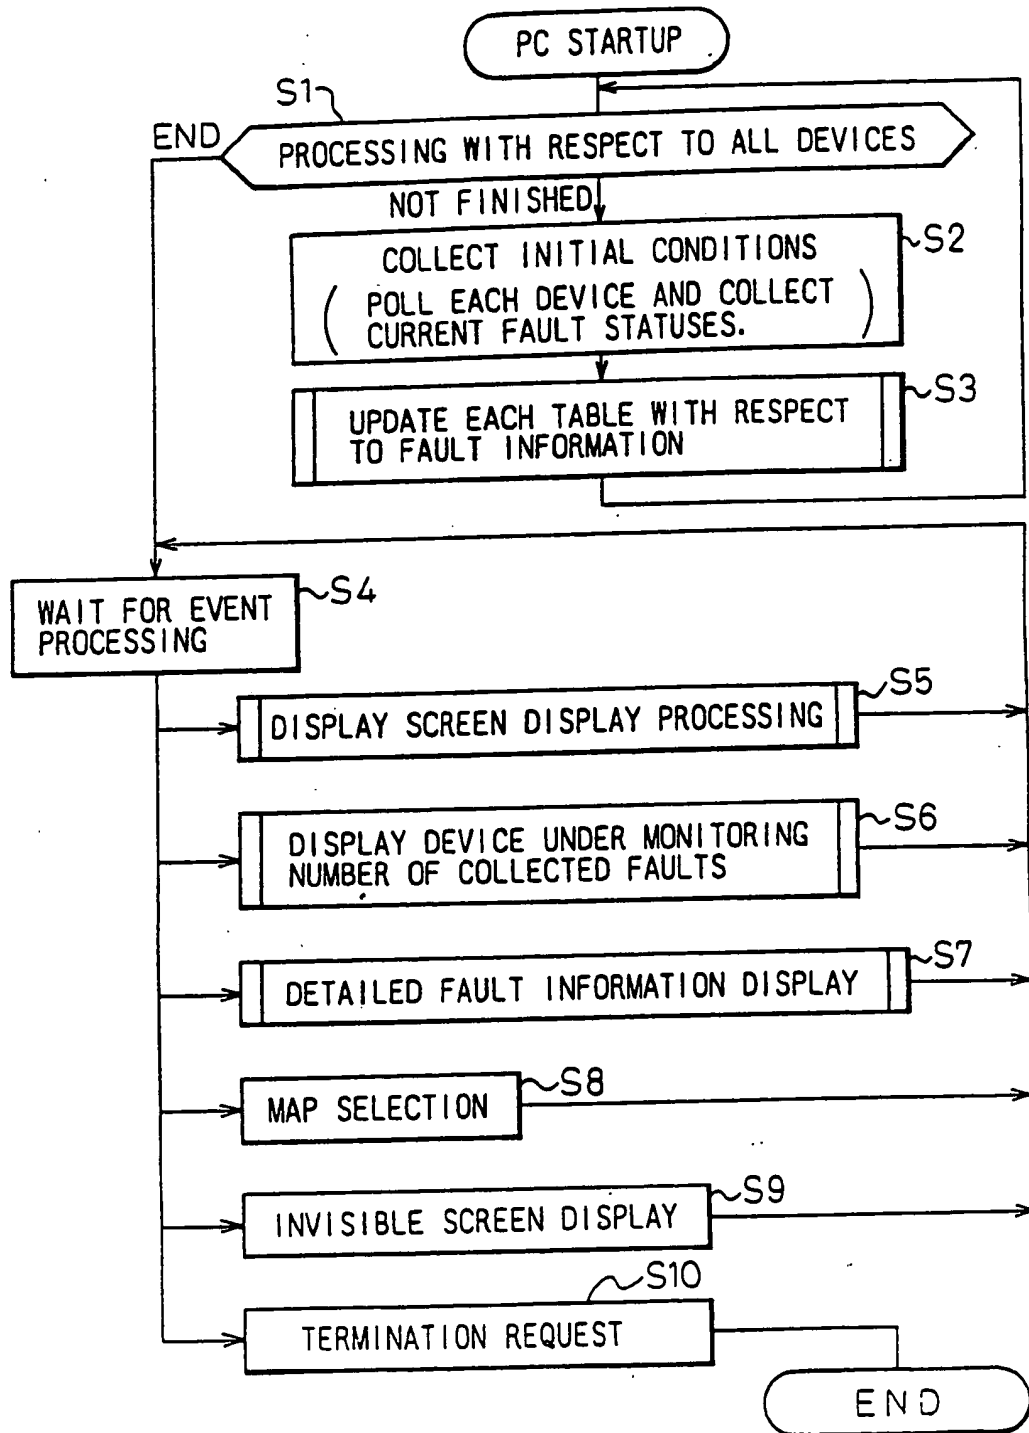 PC STARTUP
S1
END
PROCESSING WITH RESPECT TO ALL DEVICES
NOT FINISHED
S2
COLLECT INITIAL CONDITIONS
( POLL EACH DEVICE AND COLLECT
CURRENT FAULT STATUSES. )
S3
UPDATE EACH TABLE WITH RESPECT
TO FAULT INFORMATION
S4
WAIT FOR EVENT
PROCESSING
S5
DISPLAY SCREEN DISPLAY PROCESSING
S6
DISPLAY DEVICE UNDER MONITORING
NUMBER OF COLLECTED FAULTS
S7
DETAILED FAULT INFORMATION DISPLAY
S8
MAP SELECTION
S9
INVISIBLE SCREEN DISPLAY
S10
TERMINATION REQUEST
END